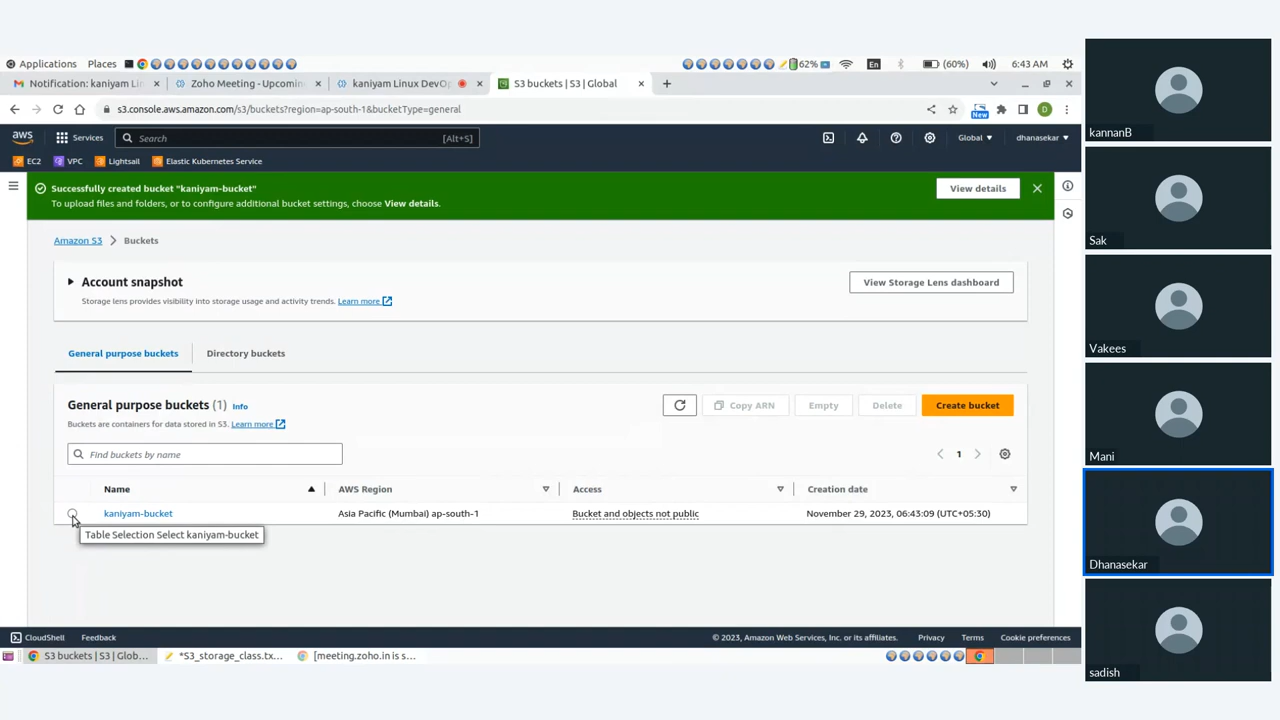 Applications Places 62% En (60%) 6:43 AM
Notification: kaniyam Lin Zoho Meeting - Upcomin kaniyam Linux DevOp S3 buckets | S3 | Global
s3.console.aws.amazon.com/s3/buckets?region=ap-south-1&bucketType=general New D
aws Services Search [Alt+S] Global dhanasekar
EC2 VPC Lightsail Elastic Kubernetes Service
Successfully created bucket "kaniyam-bucket"
To upload files and folders, or to configure additional bucket settings, choose View details.
View details
Amazon S3 Buckets
Account snapshot
Storage lens provides visibility into storage usage and activity trends. Learn more
View Storage Lens dashboard
General purpose buckets Directory buckets
General purpose buckets (1) Info
Buckets are containers for data stored in S3. Learn more
Copy ARN Empty Delete Create bucket
Find buckets by name 1
Name AWS Region Access Creation date
kaniyam-bucket Asia Pacific (Mumbai) ap-south-1 Bucket and objects not public November 29, 2023, 06:43:09 (UTC+05:30)
Table Selection Select kaniyam-bucket
CloudShell Feedback © 2023, Amazon Web Services, Inc. or its affiliates. Privacy Terms Cookie preferences
S3 buckets | S3 | Glob... *S3_storage_class.tx... [meeting.zoho.in is s...
kannanB
Sak
Vakees
Mani
Dhanasekar
sadish